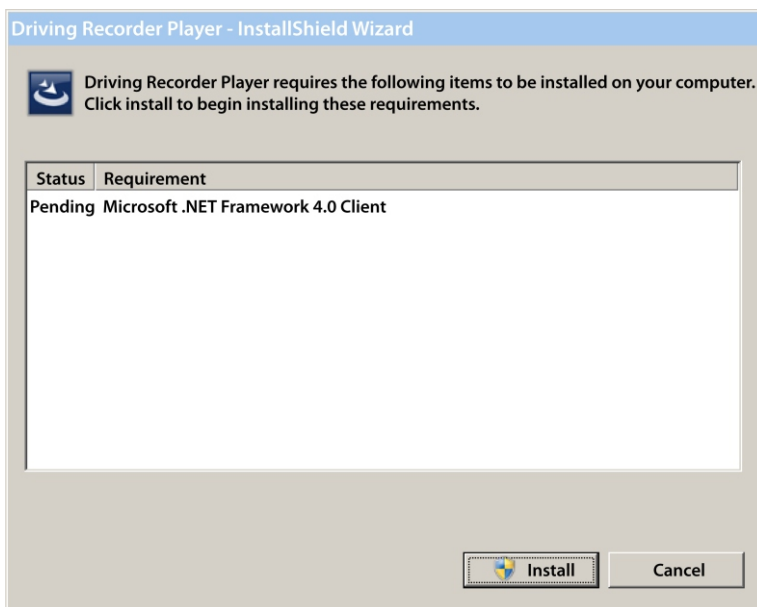 Driving Recorder Player - InstallShield Wizard
Driving Recorder Player requires the following items to be installed on your computer.
Click install to begin installing these requirements.
Status Requirement
Pending Microsoft .NET Framework 4.0 Client
Install Cancel